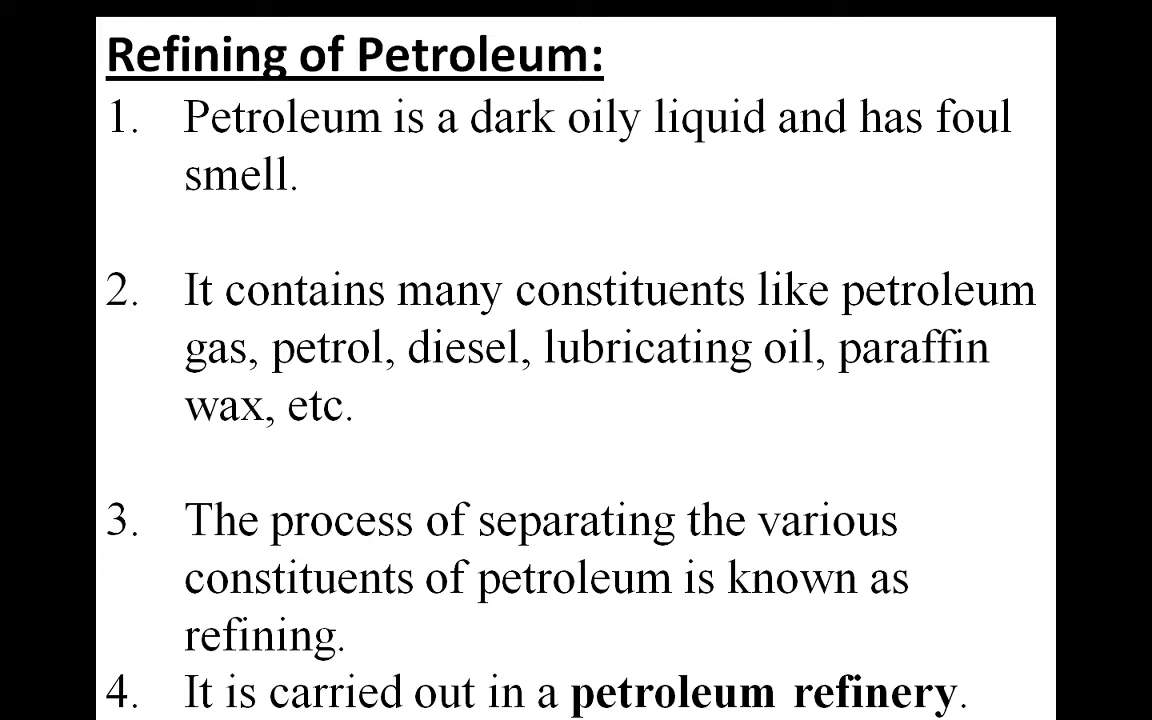 Refining of Petroleum:
1. Petroleum is a dark oily liquid and has foul
smell.
2. It contains many constituents like petroleum
gas, petrol, diesel, lubricating oil, paraffin
wax, etc.
3. The process of separating the various
constituents of petroleum is known as
refining.
4. It is carried out in a petroleum refinery.